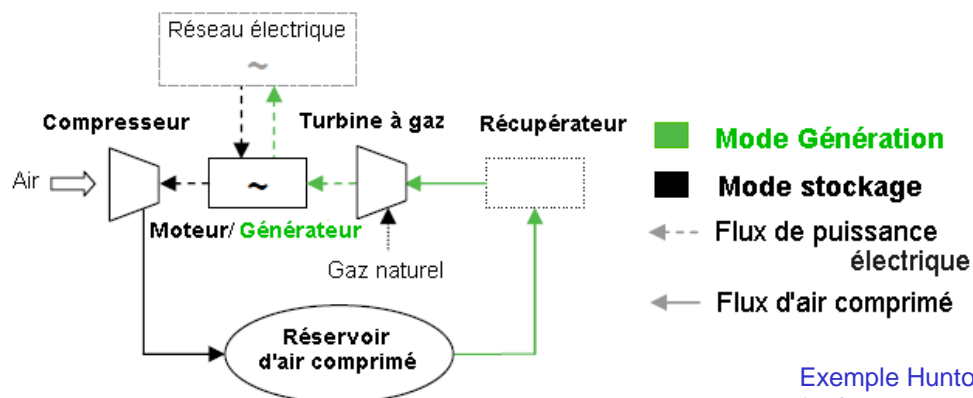 Réseau électrique
~
Compresseur
Turbine à gaz
Récupérateur
Air
~
Moteur/ Générateur
Gaz naturel
Réservoir
d'air comprimé
Mode Génération
Mode stockage
Flux de puissance
électrique
Flux d'air comprimé
Exemple Hunto